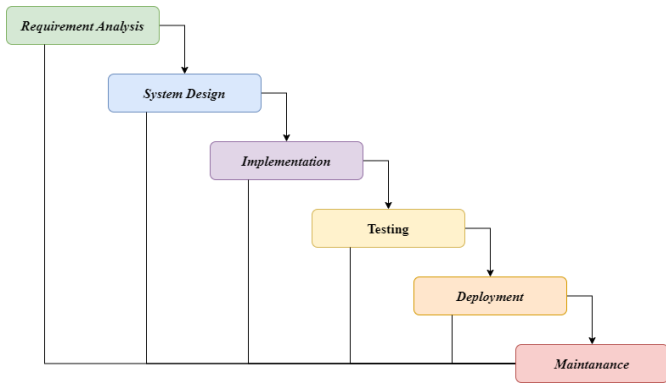 Requirement Analysis
System Design
Implementation
Testing
Deployment
Maintanance